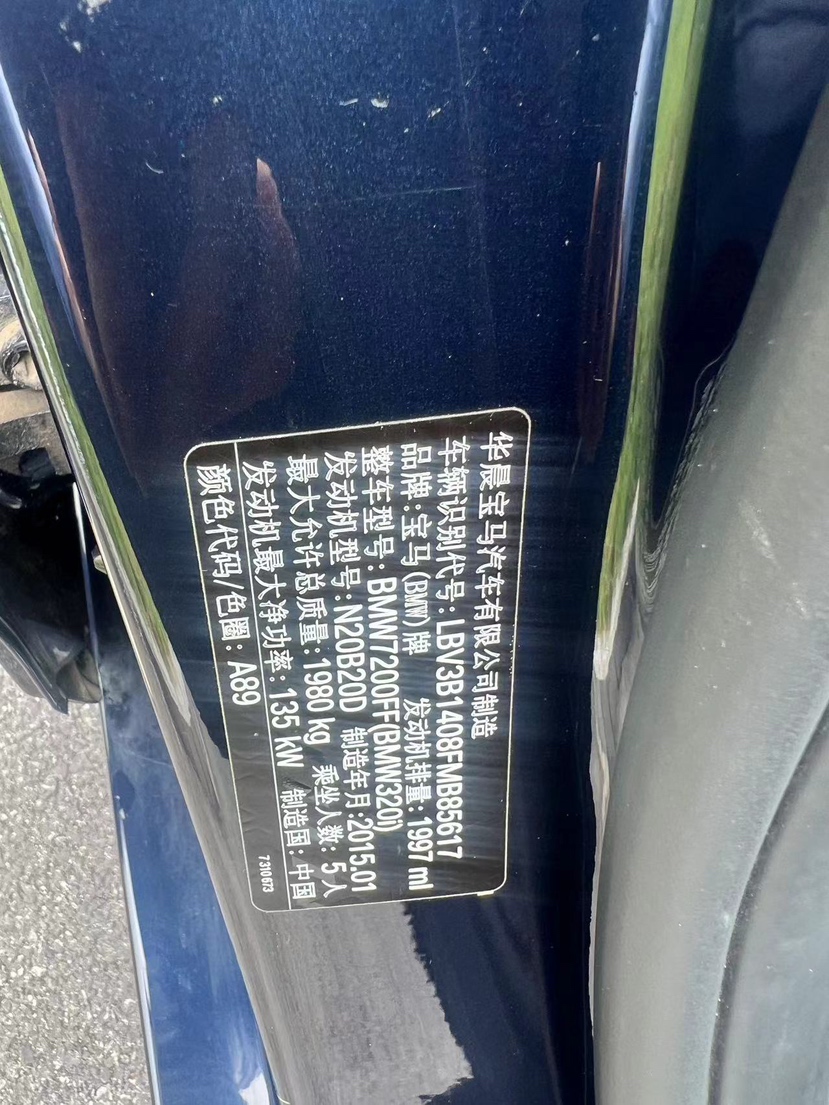 华晨宝马汽车有限公司制造
车辆识别代号: LBV3B1408FMB85617
品牌: 宝马(BMW)牌 发动机排量: 1997 ml
整车型号: BMW7200FF(BMW320i)
发动机型号: N20B20D 制造年月: 2015.01
最大允许总质量: 1980 kg 乘坐人数: 5 人
发动机最大净功率: 135 kW 制造国: 中国
颜色代码/色圈: A89
7310673